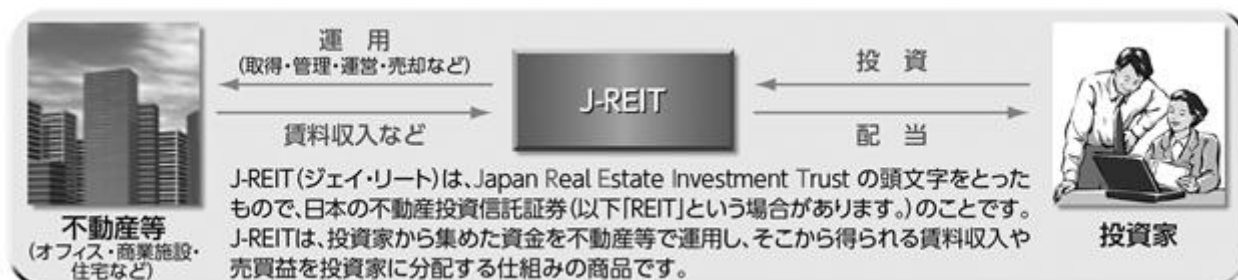 運 用
(取得・管理・運営・売却など)
賃料収入など
J-REIT
投 資
配 当
不動産等
(オフィス・商業施設・
住宅など)
J-REIT(ジェイ・リート)は、Japan Real Estate Investment Trust の頭文字をとった
もので、日本の不動産投資信託証券(以下「REIT」という場合があります。)のことです。
J-REITは、投資家から集めた資金を不動産等で運用し、そこから得られる賃料収入や
売買益を投資家に分配する仕組みの商品です。
投資家